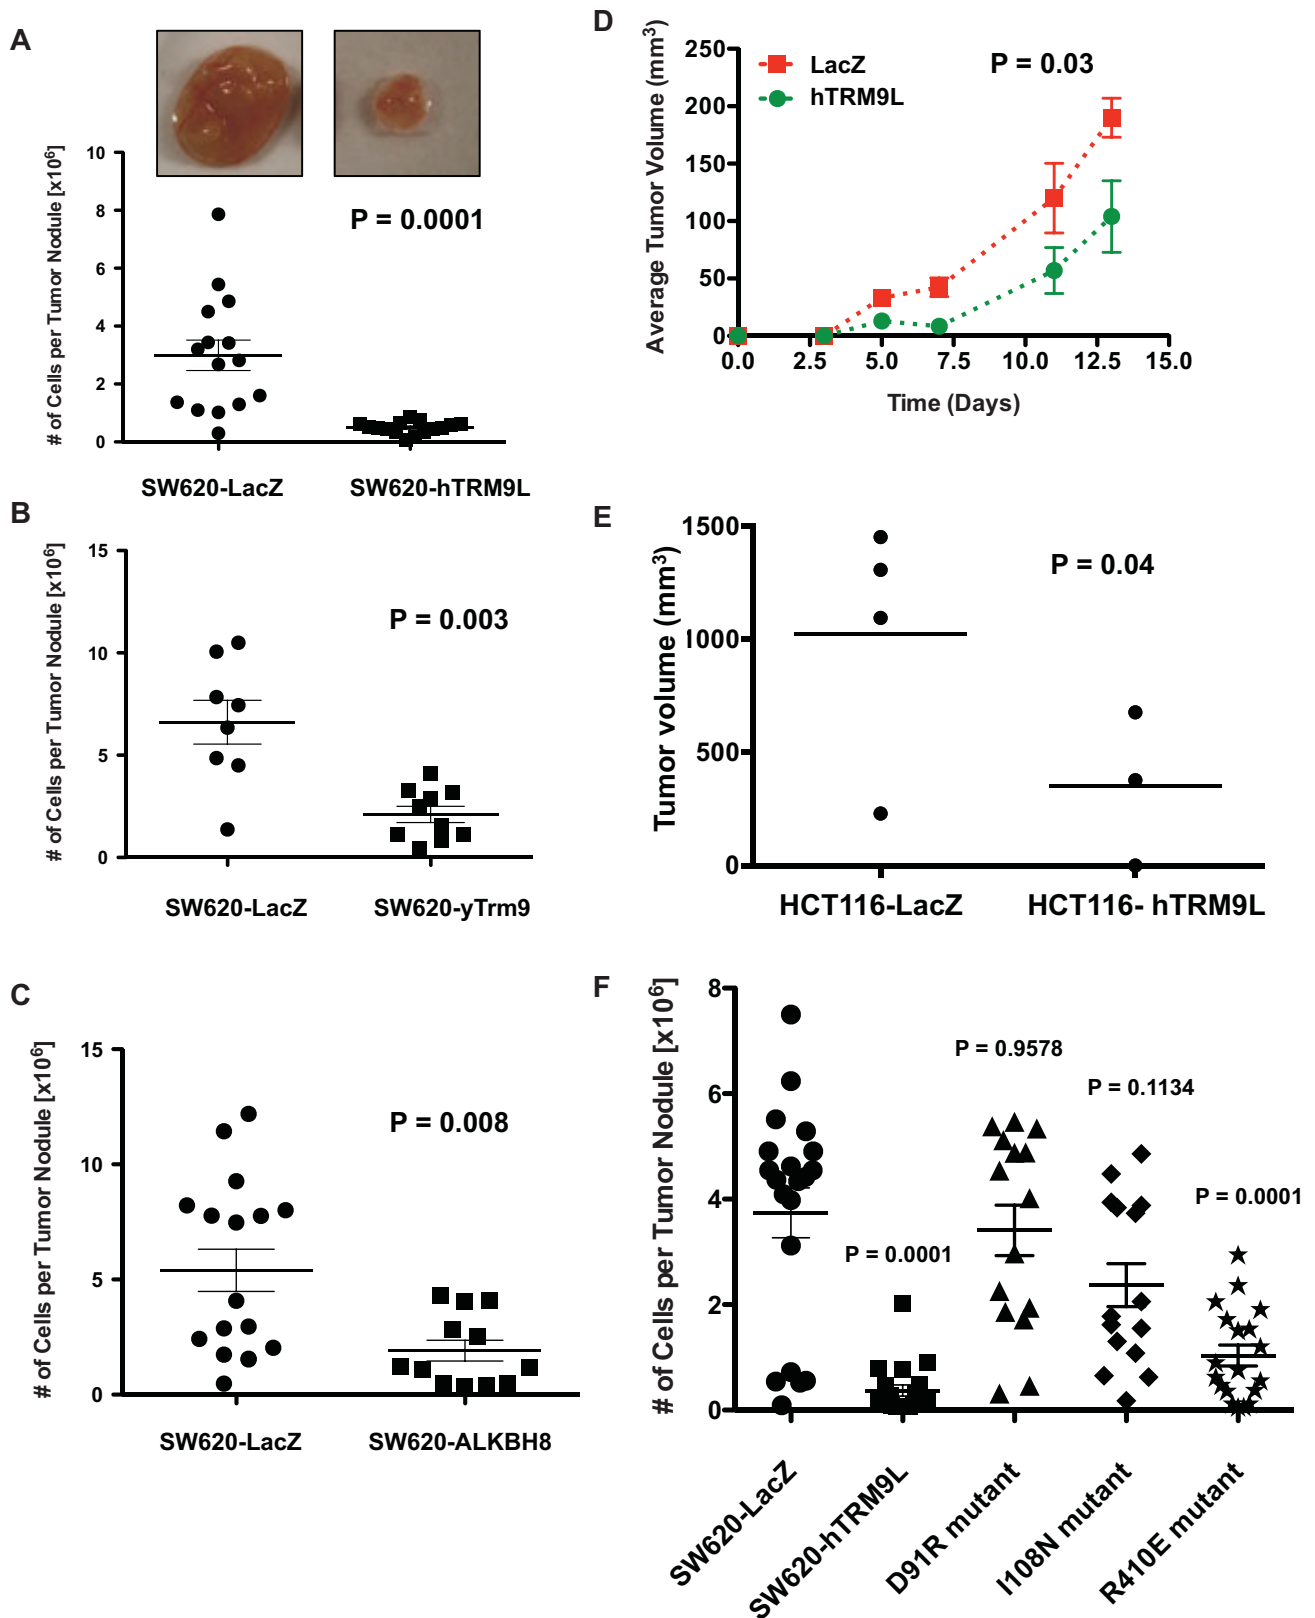 A
# of Cells per Tumor Nodule [x10⁶]
10
8
6
4
2
0
P = 0.0001
SW620-LacZ
SW620-hTRM9L
B
# of Cells per Tumor Nodule [x10⁶]
15
10
5
0
P = 0.003
SW620-LacZ
SW620-yTrm9
C
# of Cells per Tumor Nodule [x10⁶]
15
10
5
0
P = 0.008
SW620-LacZ
SW620-ALKBH8
D
Average Tumor Volume (mm³)
250
200
150
100
50
0
LacZ
hTRM9L
P = 0.03
0.0 2.5 5.0 7.5 10.0 12.5 15.0
Time (Days)
E
Tumor volume (mm³)
1500
1000
500
0
P = 0.04
HCT116-LacZ
HCT116- hTRM9L
F
# of Cells per Tumor Nodule [x10⁶]
8
6
4
2
0
P = 0.0001
P = 0.9578
P = 0.1134
P = 0.0001
SW620-LacZ
SW620-hTRM9L
D91R mutant
I108N mutant
R410E mutant